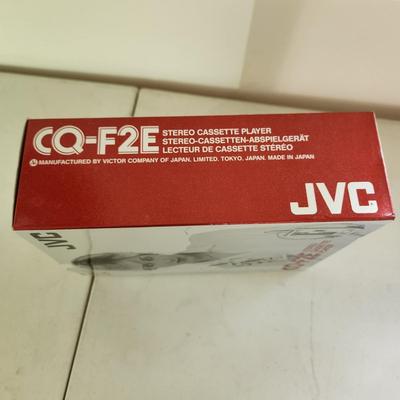 CQ-F2E
STEREO CASSETTE PLAYER
STEREO-CASSETTEN-ABSPIELGERÄT
LECTEUR DE CASSETTE STÉRÉO
MANUFACTURED BY VICTOR COMPANY OF JAPAN, LIMITED, TOKYO, JAPAN, MADE IN JAPAN
JVC
JVC